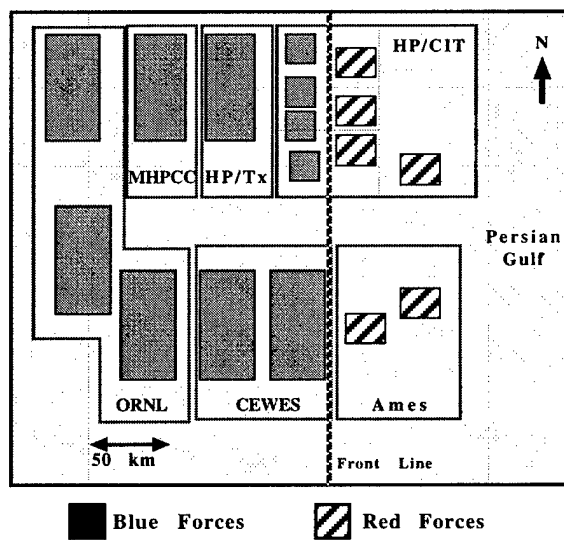 HP/CIT
N
MHPCC
HP/Tx
Persian
Gulf
ORNL
CEWES
Ames
50 km
Front Line
Blue Forces
Red Forces